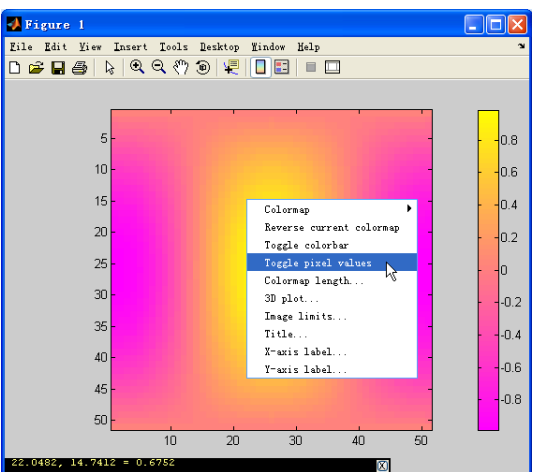 Figure 1
File Edit View Insert Tools Desktop Window Help
5
10
15
20
25
30
35
40
45
50
10 20 30 40 50
0.8
0.6
0.4
0.2
0
-0.2
-0.4
-0.6
-0.8
Colormap
Reverse current colormap
Toggle colorbar
Toggle pixel values
Colormap length...
3D plot...
Image limits...
Title...
X-axis label...
Y-axis label...
22.0482, 14.7412 = 0.6752
X